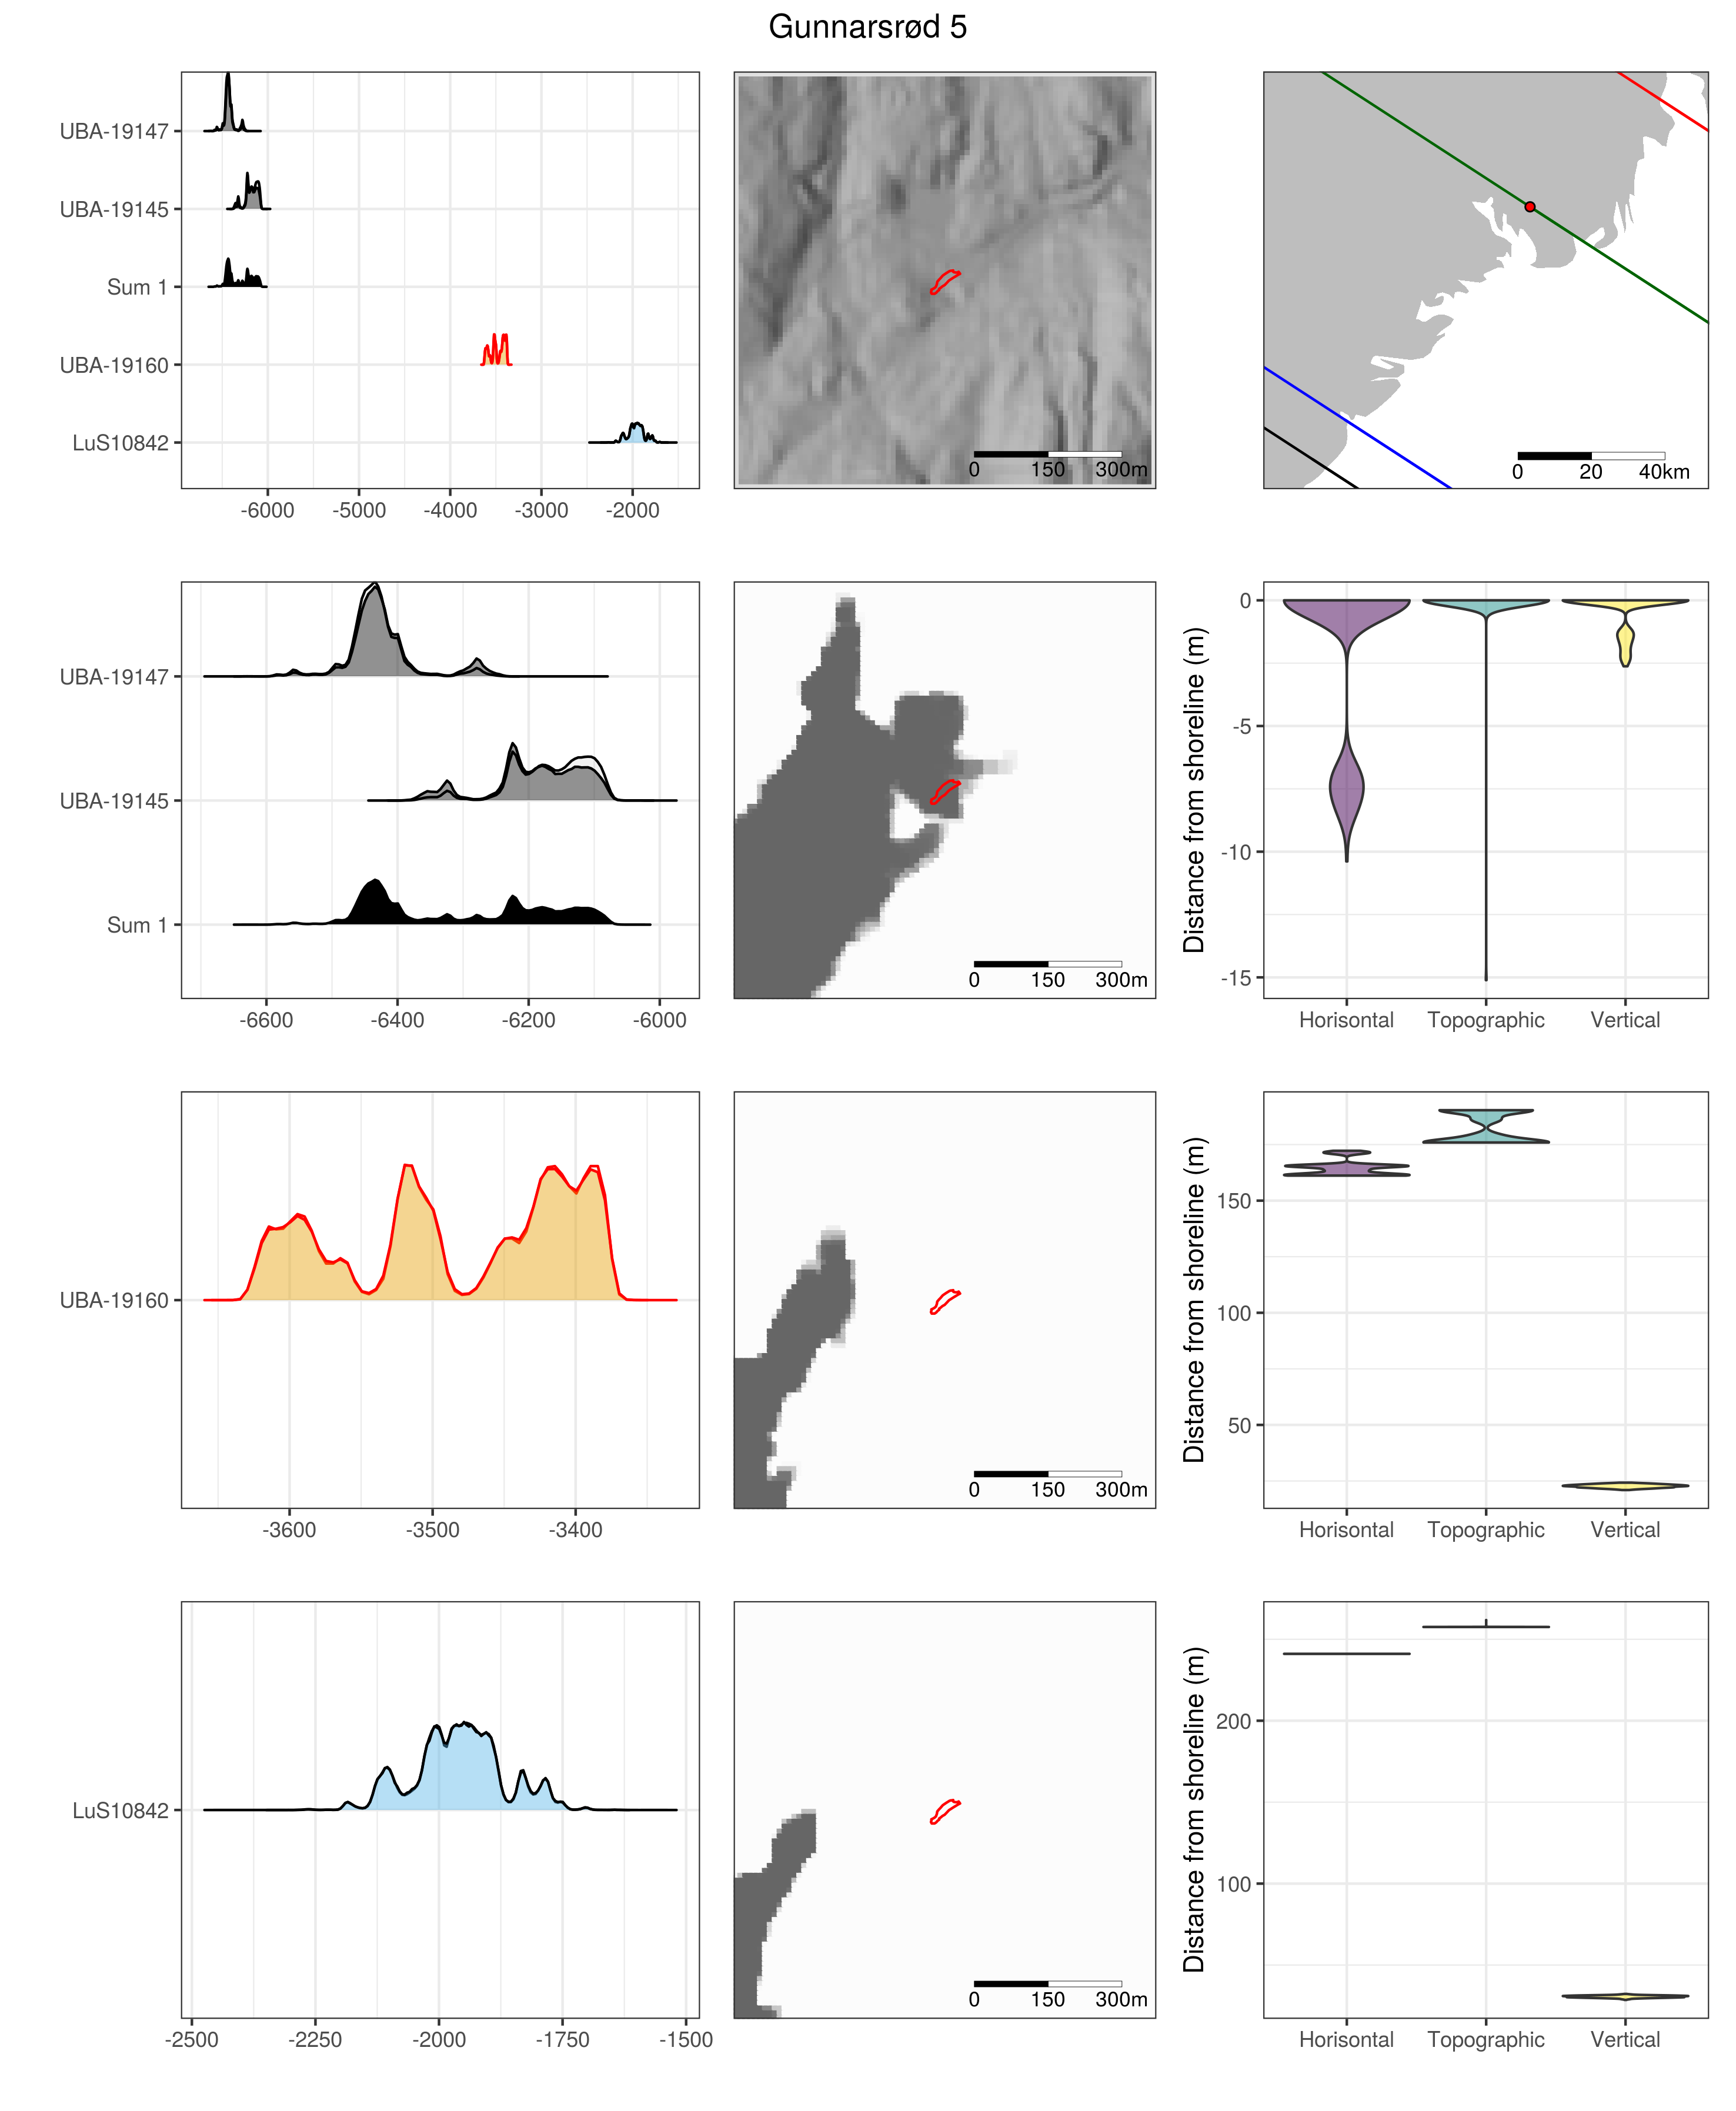 Gunnarsrød 5
UBA-19147
UBA-19145
Sum 1
UBA-19160
LuS10842
-6000 -5000 -4000 -3000 -2000
0 150 300m
0 20 40km
UBA-19147
UBA-19145
Sum 1
-6600 -6400 -6200 -6000
0 150 300m
Distance from shoreline (m)
0
-5
-10
-15
Horisontal Topographic Vertical
UBA-19160
-3600 -3500 -3400
0 150 300m
Distance from shoreline (m)
150
100
50
Horisontal Topographic Vertical
LuS10842
-2500 -2250 -2000 -1750 -1500
0 150 300m
Distance from shoreline (m)
200
100
Horisontal Topographic Vertical